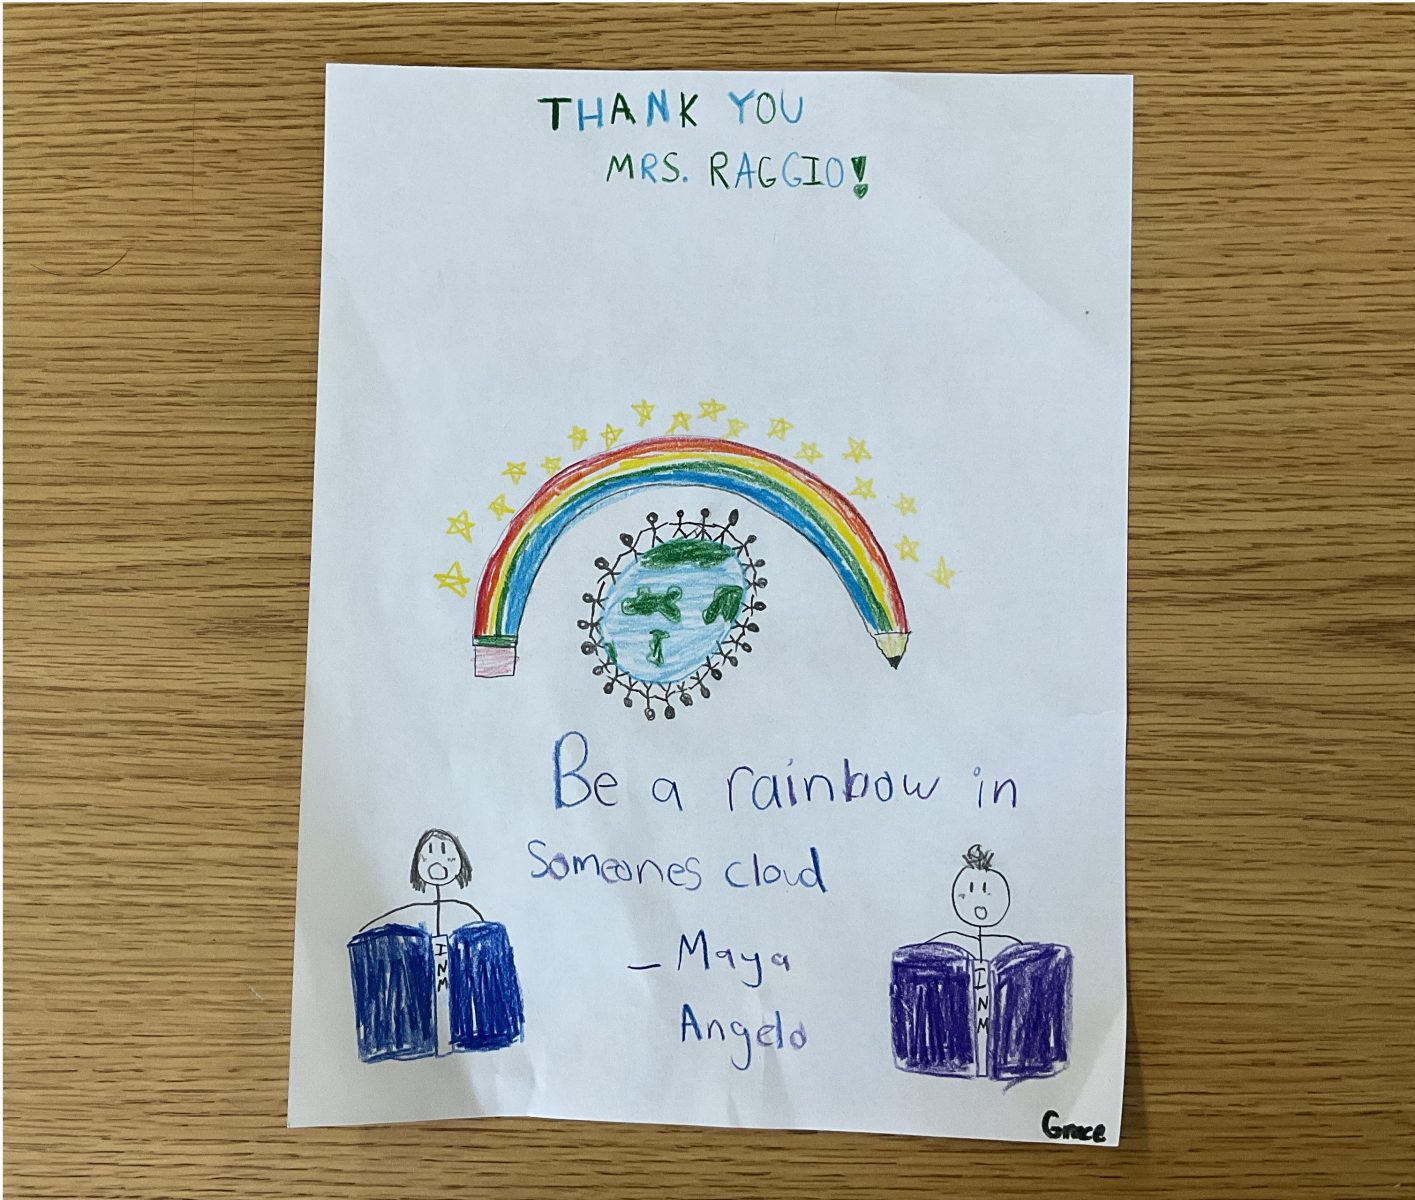 THANK YOU
MRS. RAGGIO!
Be a rainbow in
Someones cloud
– Maya
Angelo
INM
INM
Grace